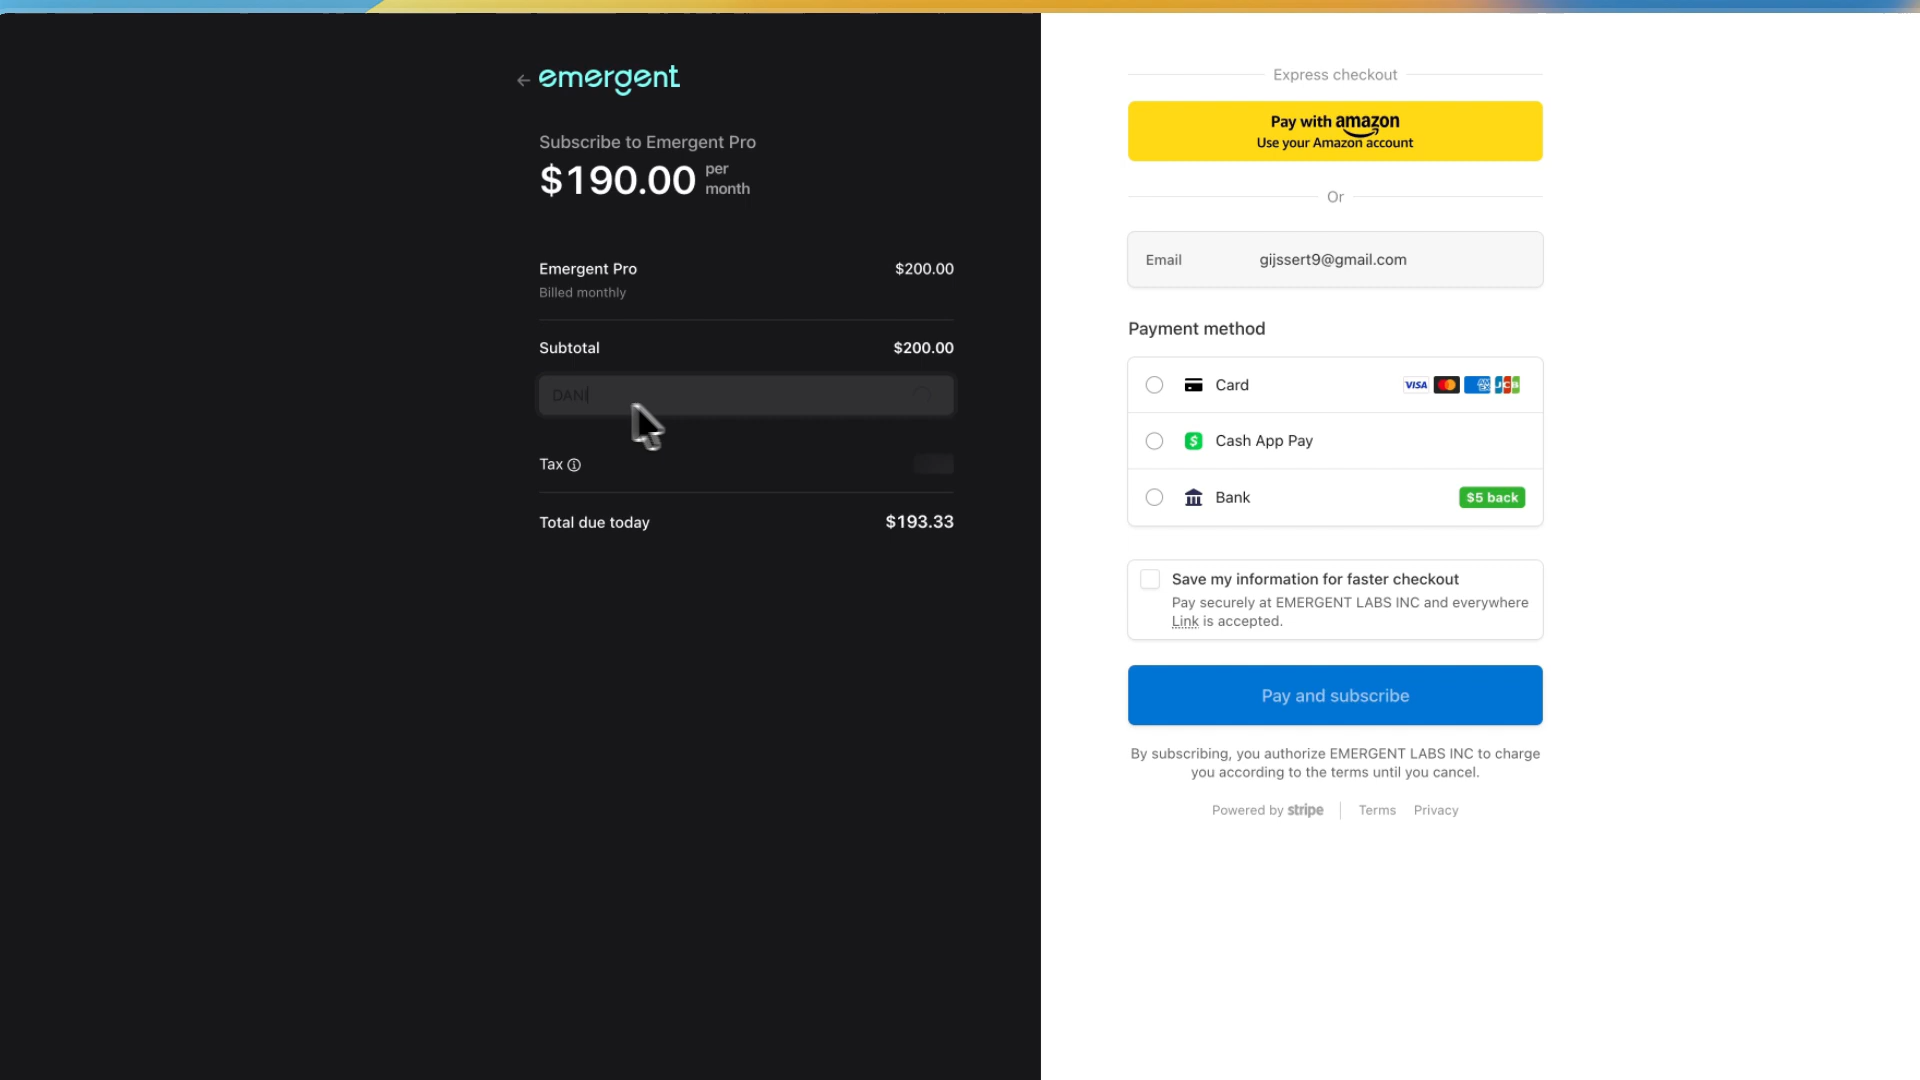 emergent
Subscribe to Emergent Pro
$190.00 per month
Emergent Pro $200.00
Billed monthly
Subtotal $200.00
DANI
Tax
Total due today $193.33
Express checkout
Pay with amazon
Use your Amazon account
Or
Email gijssert9@gmail.com
Payment method
Card VISA JCB
$ Cash App Pay
Bank $5 back
Save my information for faster checkout
Pay securely at EMERGENT LABS INC and everywhere
Link is accepted.
Pay and subscribe
By subscribing, you authorize EMERGENT LABS INC to charge
you according to the terms until you cancel.
Powered by stripe Terms Privacy